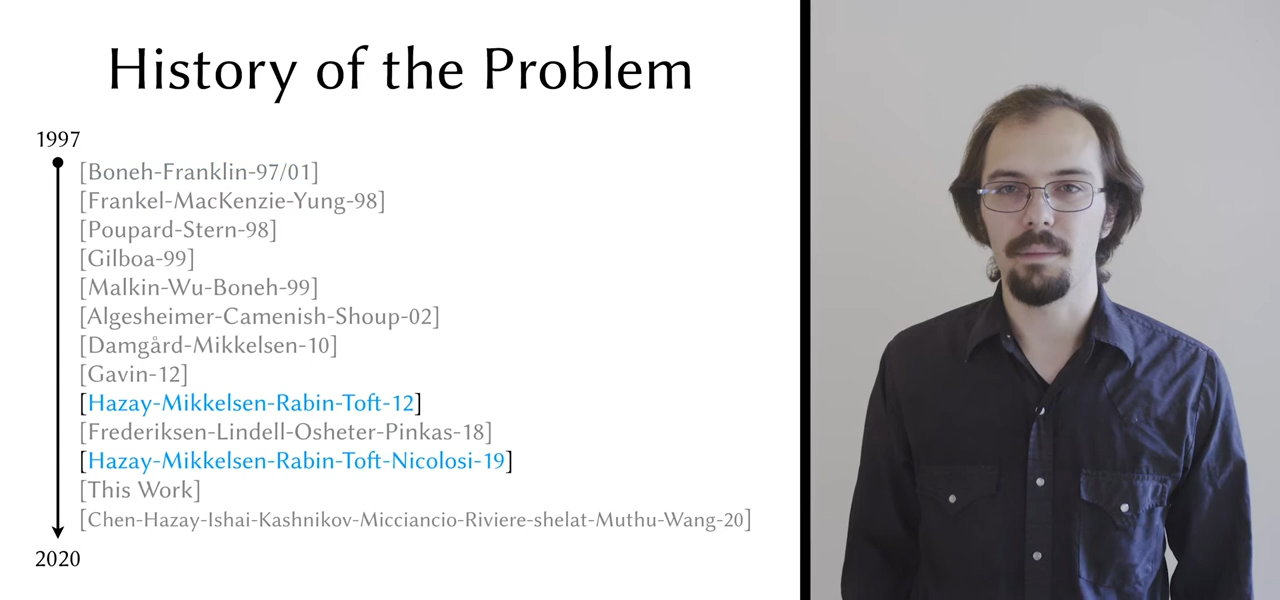 History of the Problem
1997
[Boneh-Franklin-97/01]
[Frankel-MacKenzie-Yung-98]
[Poupard-Stern-98]
[Gilboa-99]
[Malkin-Wu-Boneh-99]
[Algesheimer-Camenish-Shoup-02]
[Damgård-Mikkelsen-10]
[Gavin-12]
[Hazay-Mikkelsen-Rabin-Toft-12]
[Frederiksen-Lindell-Osheter-Pinkas-18]
[Hazay-Mikkelsen-Rabin-Toft-Nicolosi-19]
[This Work]
[Chen-Hazay-Ishai-Kashnikov-Micciancio-Riviere-shelat-Muthu-Wang-20]
2020